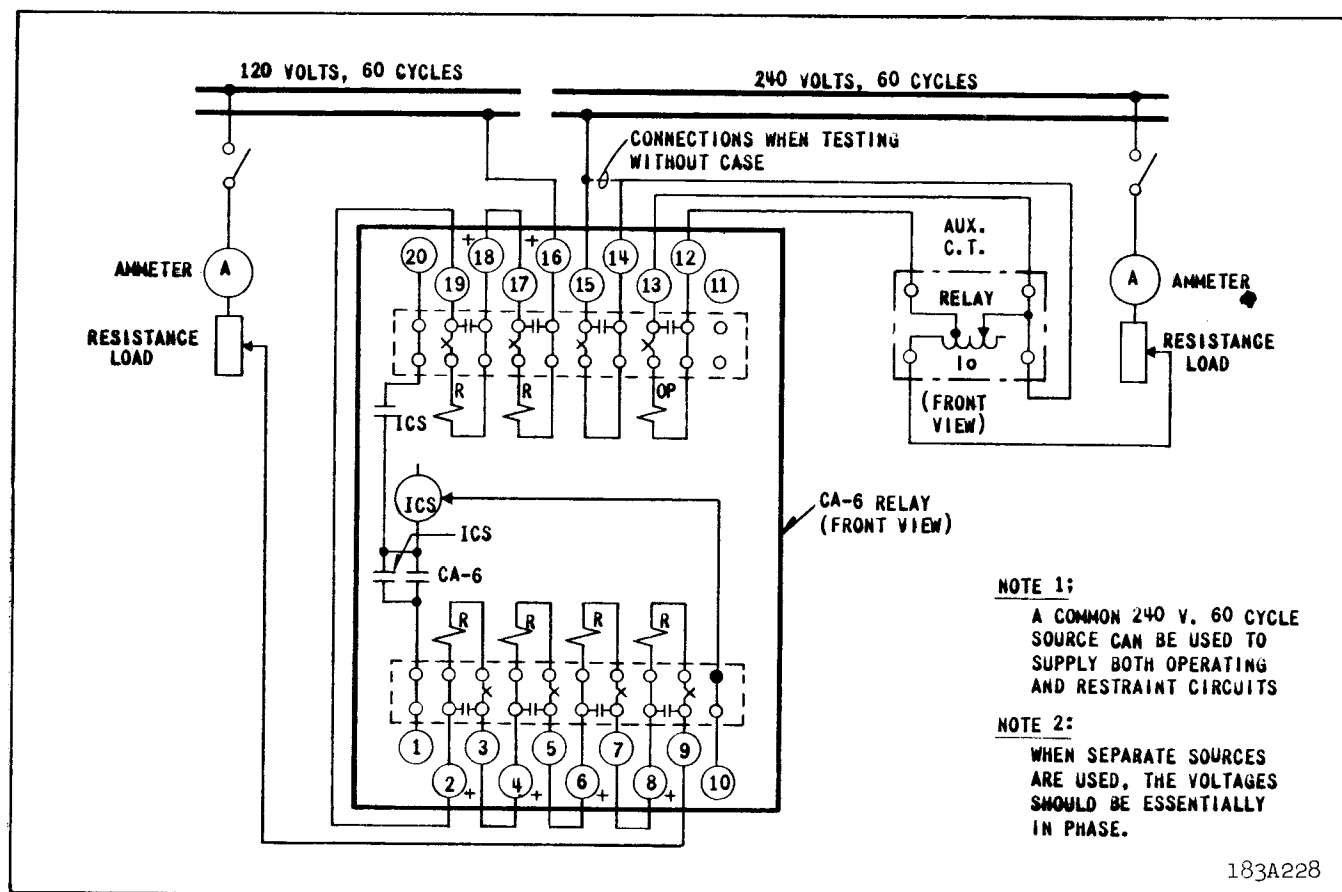 120 VOLTS, 60 CYCLES
240 VOLTS, 60 CYCLES
CONNECTIONS WHEN TESTING
WITHOUT CASE
AUX.
C.T.
AMMETER
A
A
AMMETER
RESISTANCE
LOAD
RESISTANCE
LOAD
RELAY
IO
(FRONT
VIEW)
20
19
+
18
17
+
16
15
14
13
12
11
R
R
OP
ICS
ICS
ICS
CA-6
CA-6 RELAY
(FRONT VIEW)
R
R
R
R
1
2
+
3
4
+
5
6
+
7
8
+
9
10
NOTE 1;
A COMMON 240 V. 60 CYCLE
SOURCE CAN BE USED TO
SUPPLY BOTH OPERATING
AND RESTRAINT CIRCUITS
NOTE 2:
WHEN SEPARATE SOURCES
ARE USED, THE VOLTAGES
SHOULD BE ESSENTIALLY
IN PHASE.
183A228